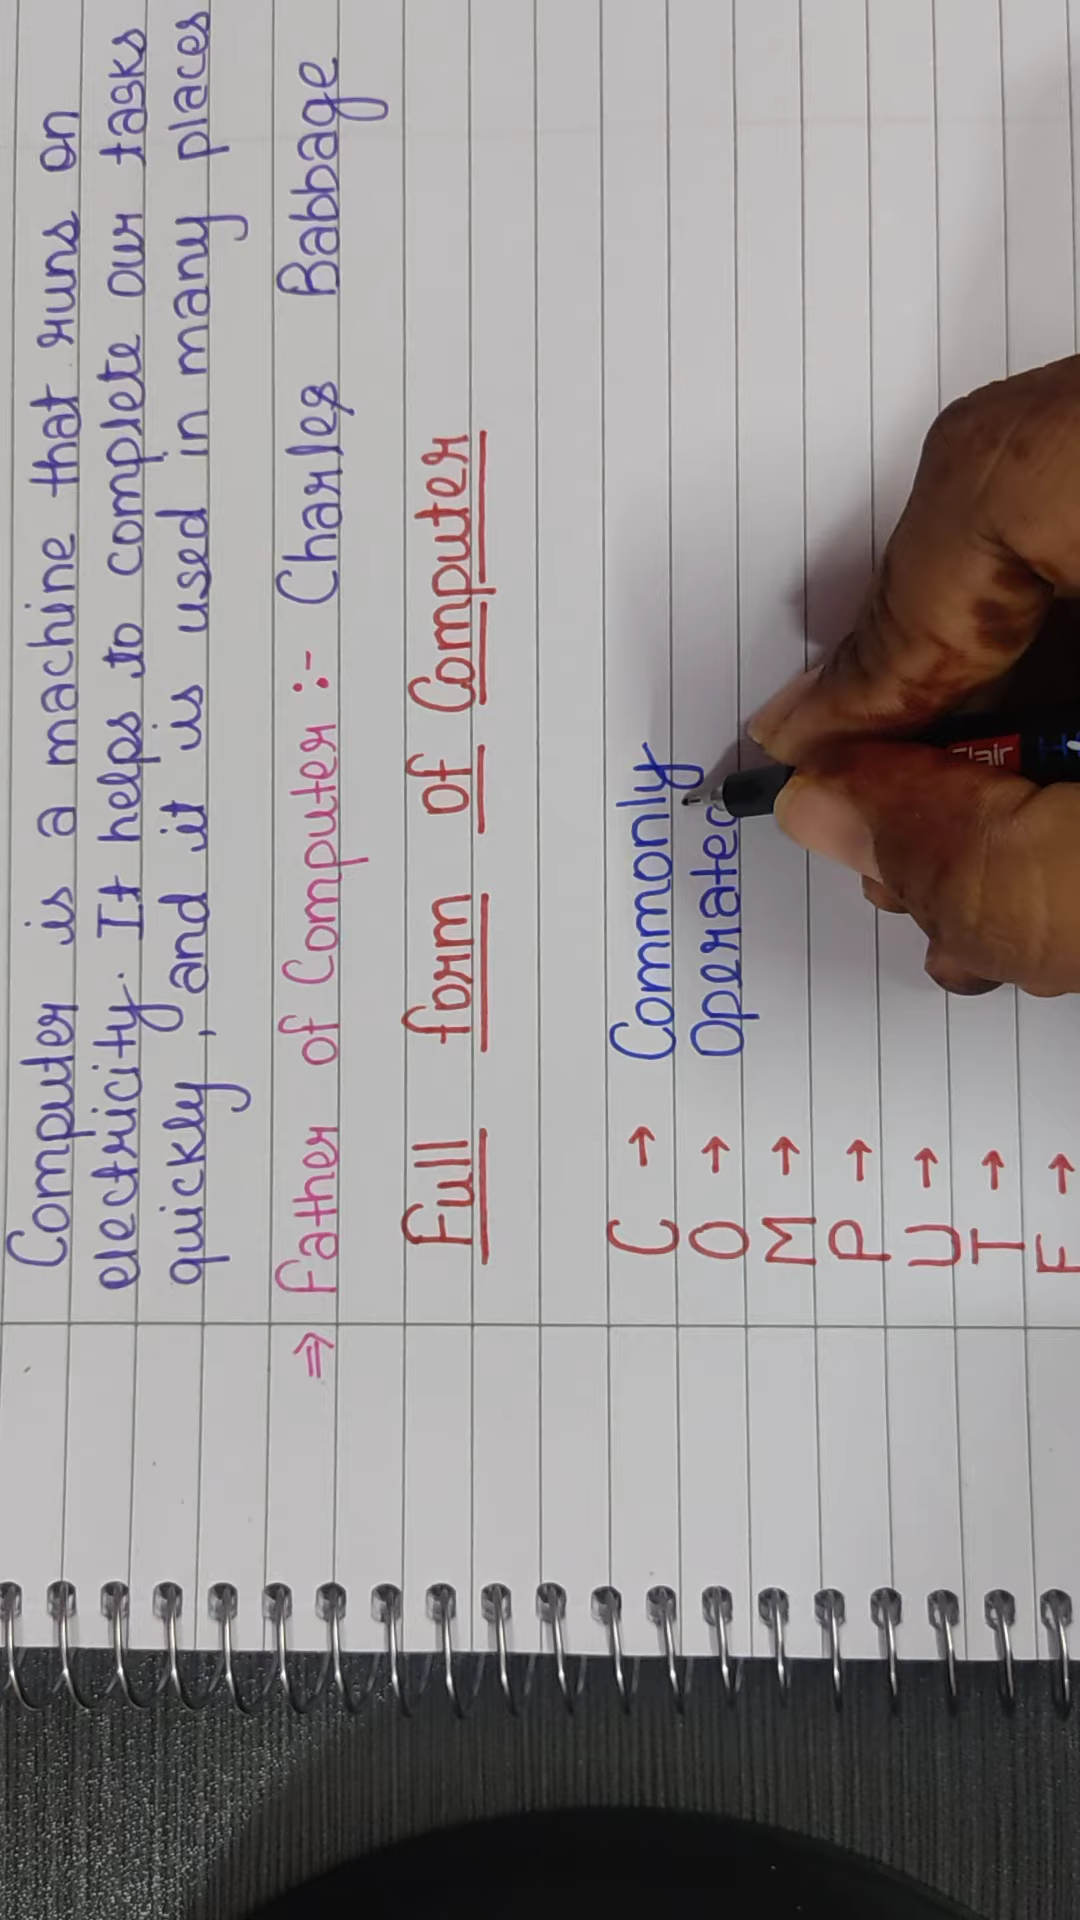 Computer is a machine that runs on
electricity. It helps to complete our tasks
quickly, and it is used in many places
⇒ Father of Computer :- Charles Babbage
Full form of Computer
C → Commonly
O → Operated
M →
P →
U →
T →
E →